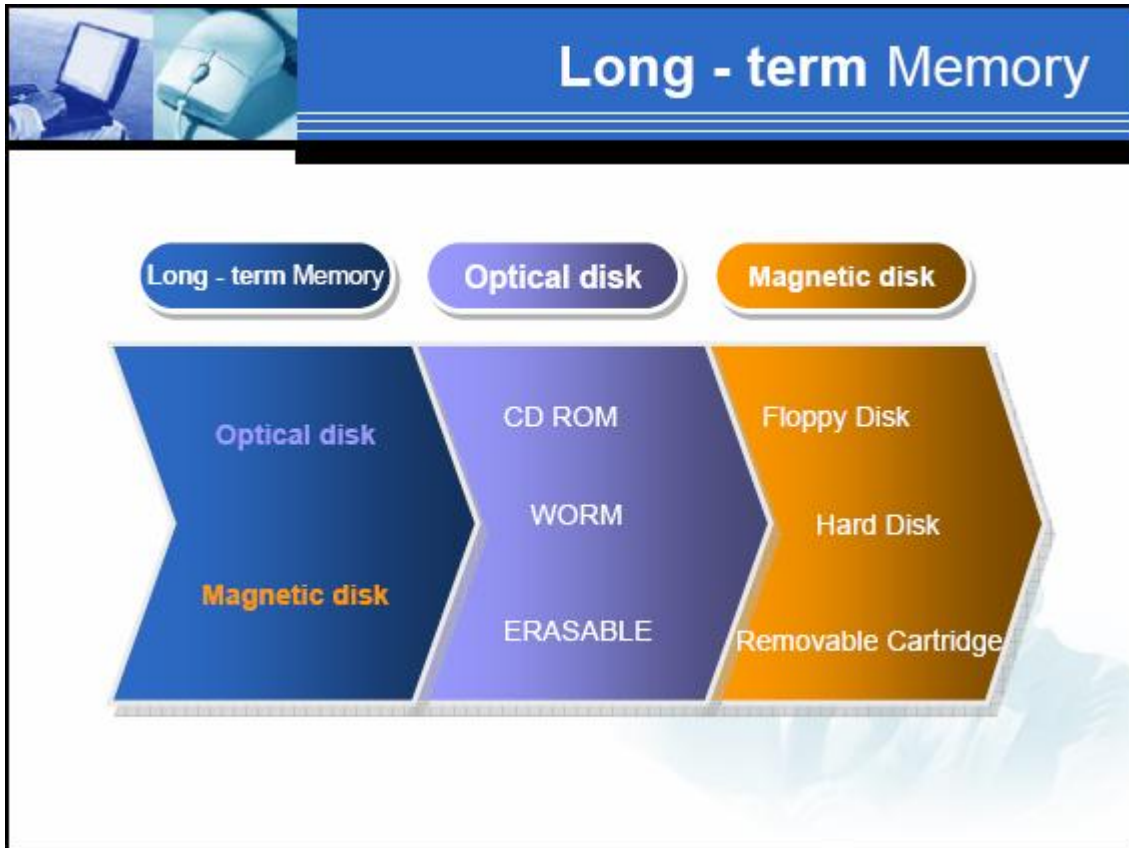 Long - term Memory
Long - term Memory
Optical disk
Magnetic disk
Optical disk
Magnetic disk
CD ROM
WORM
ERASABLE
Floppy Disk
Hard Disk
Removable Cartridge